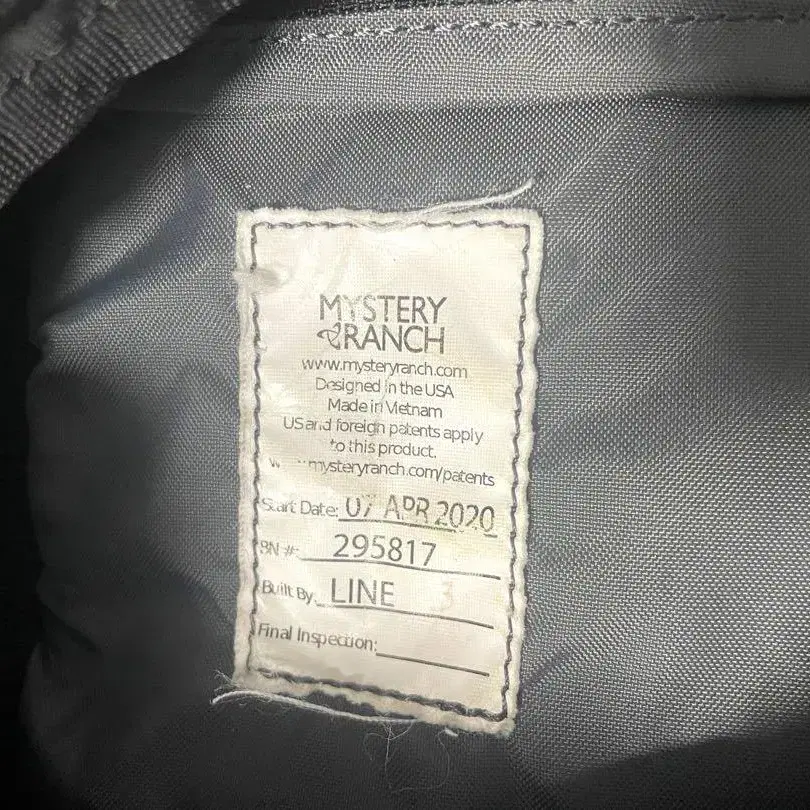 MYSTERY
RANCH
www.mysteryranch.com
Designed in the USA
Made in Vietnam
US and foreign patents apply
to this product.
mysteryranch.com/patents
Start Date: 07 APR 2020
SN #: 295817
Built By: LINE 3
Final Inspection: